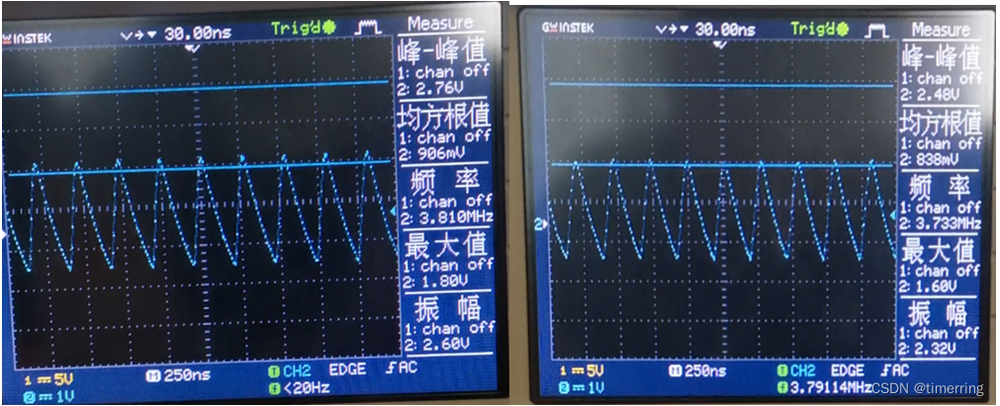 GWINSTEK
30.00ns
Trig'd
Measure
峰-峰值
1: chan off
2: 2.76V
均方根值
1: chan off
2: 906mV
频 率
1: chan off
2: 3.810MHz
最大值
1: chan off
2: 1.80V
振 幅
1: chan off
2: 2.60V
1 5V
2 1V
M 250ns
T CH2 EDGE AC
f <20Hz
GWINSTEK
30.00ns
Trig'd
Measure
峰-峰值
1: chan off
2: 2.48V
均方根值
1: chan off
2: 838mV
频 率
1: chan off
2: 3.733MHz
最大值
1: chan off
2: 1.60V
振 幅
1: chan off
2: 2.32V
2
1 5V
2 1V
M 250ns
T CH2 EDGE AC
f 3.79114MHz
CSDN @timerring